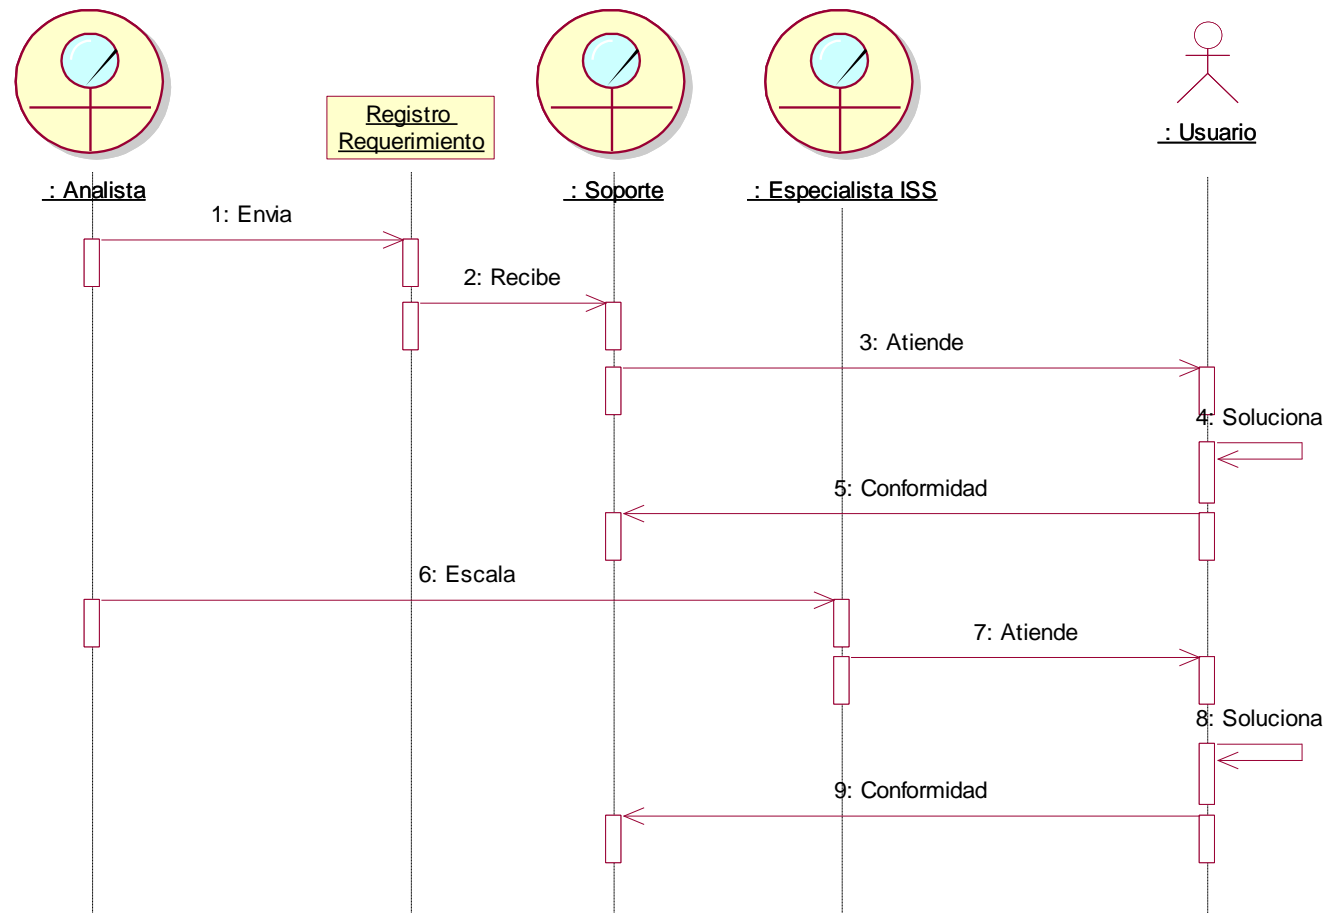 Registro
Requerimiento
: Usuario
: Analista
: Soporte
: Especialista ISS
1: Envia
2: Recibe
3: Atiende
4: Soluciona
5: Conformidad
6: Escala
7: Atiende
8: Soluciona
9: Conformidad